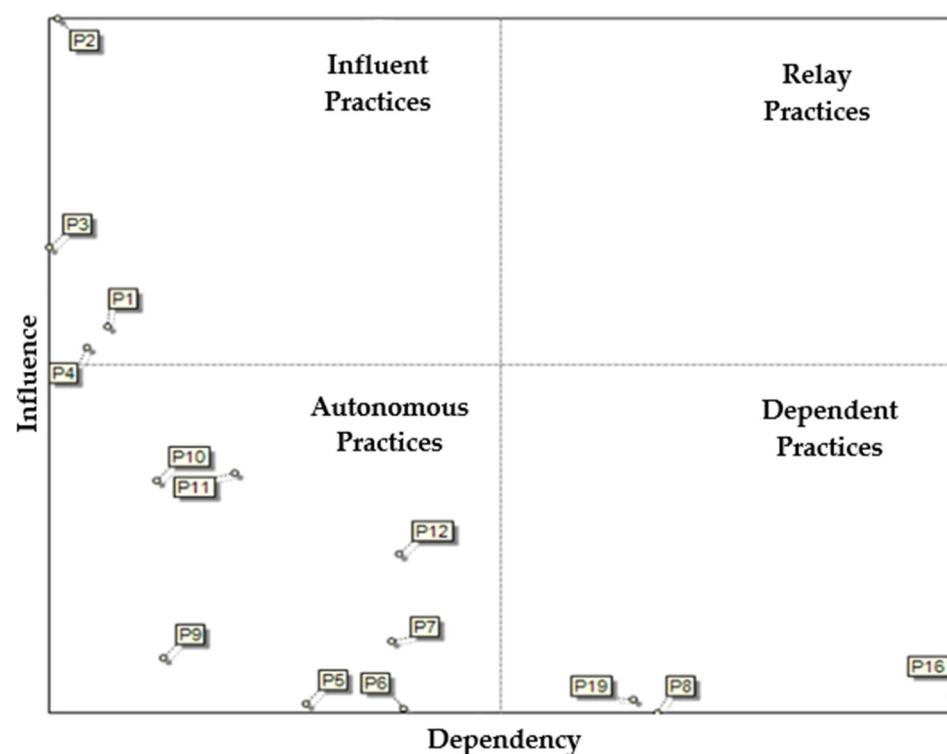 P2
Influent
Practices
Relay
Practices
P3
P1
P4
Influence
Autonomous
Practices
Dependent
Practices
P10
P11
P12
P9
P7
P5
P6
P19
P8
P16
Dependency